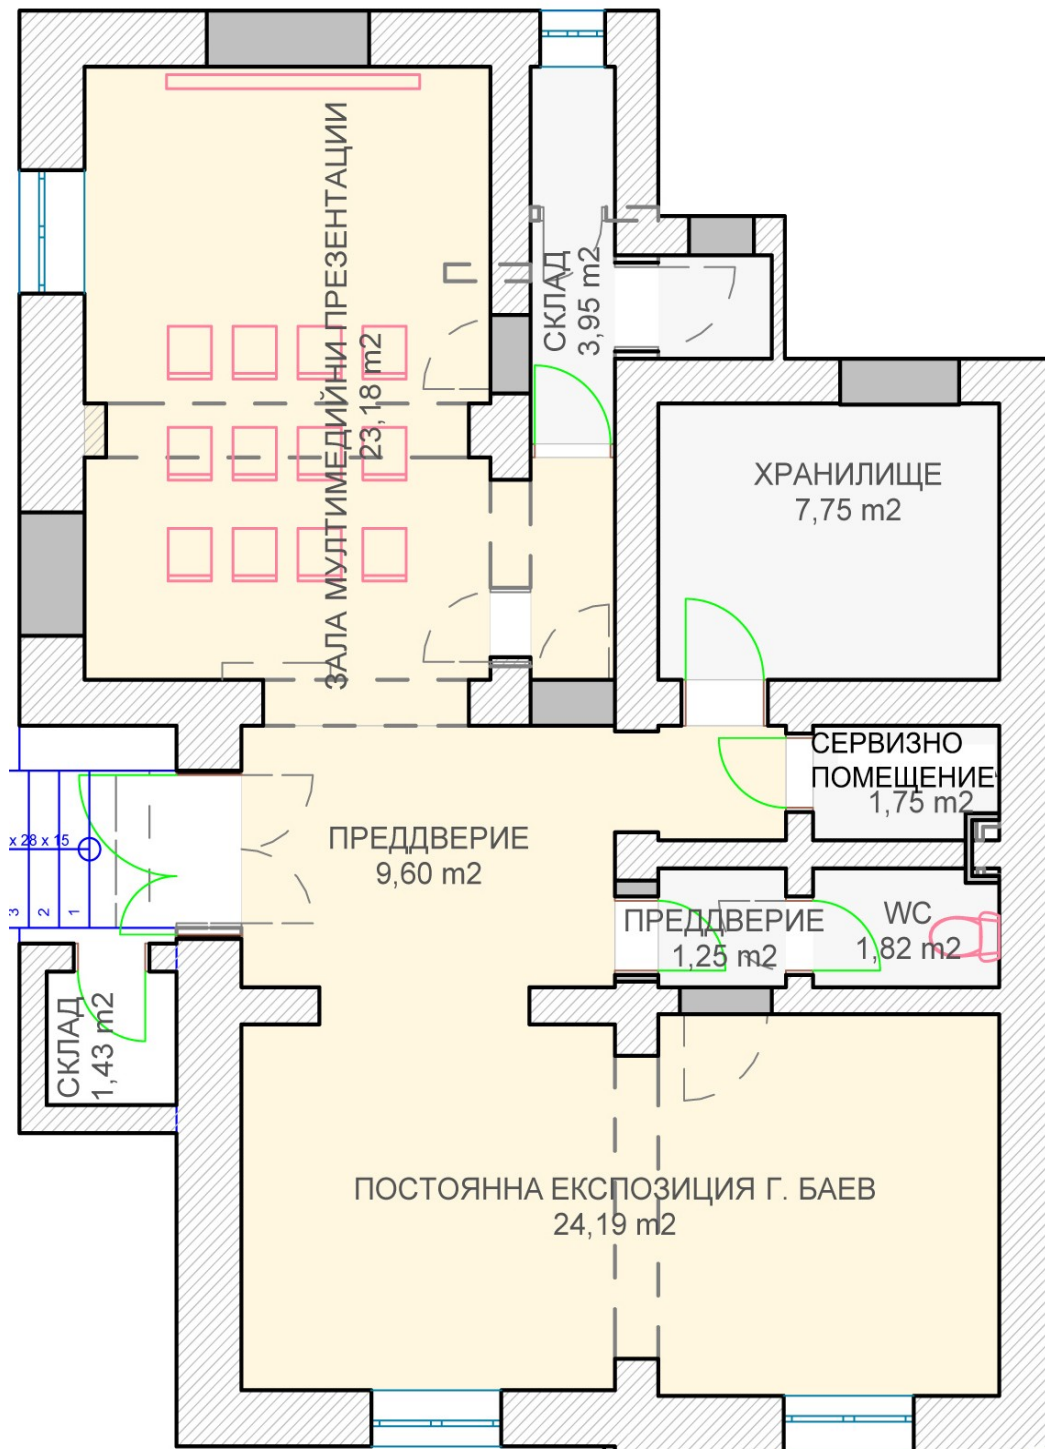 ЗАЛА МУЛТИМЕДИЙНИ ПРЕЗЕНТАЦИИ
23,18 m2
СКЛАД
3,95 m2
ХРАНИЛИЩЕ
7,75 m2
СЕРВИЗНО
ПОМЕЩЕНИЕ
1,75 m2
ПРЕДДВЕРИЕ
9,60 m2
x 28 x 15
3
2
1
ПРЕДДВЕРИЕ
1,25 m2
WC
1,82 m2
СКЛАД
1,43 m2
ПОСТОЯННА ЕКСПОЗИЦИЯ Г. БАЕВ
24,19 m2